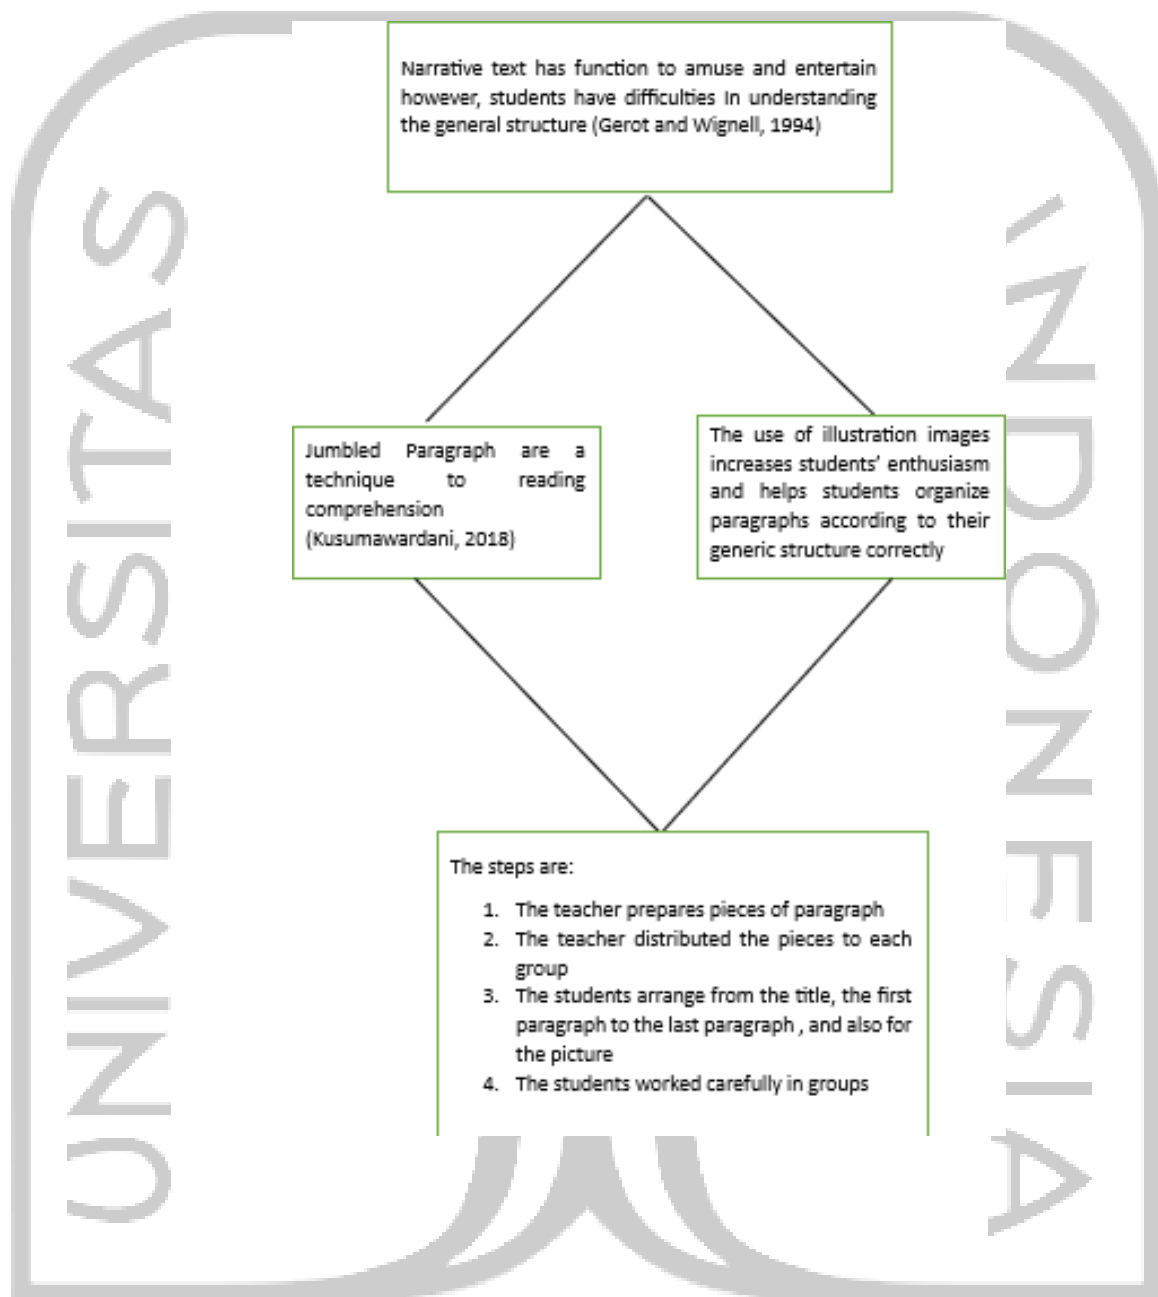 Narrative text has function to amuse and entertain
however, students have difficulties In understanding
the general structure (Gerot and Wignell, 1994)
Jumbled Paragraph are a
technique to reading
comprehension
(Kusumawardani, 2018)
The use of illustration images
increases students’ enthusiasm
and helps students organize
paragraphs according to their
generic structure correctly
The steps are:
1. The teacher prepares pieces of paragraph
2. The teacher distributed the pieces to each
group
3. The students arrange from the title, the first
paragraph to the last paragraph , and also for
the picture
4. The students worked carefully in groups
UNIVERSITAS
INDONESIA